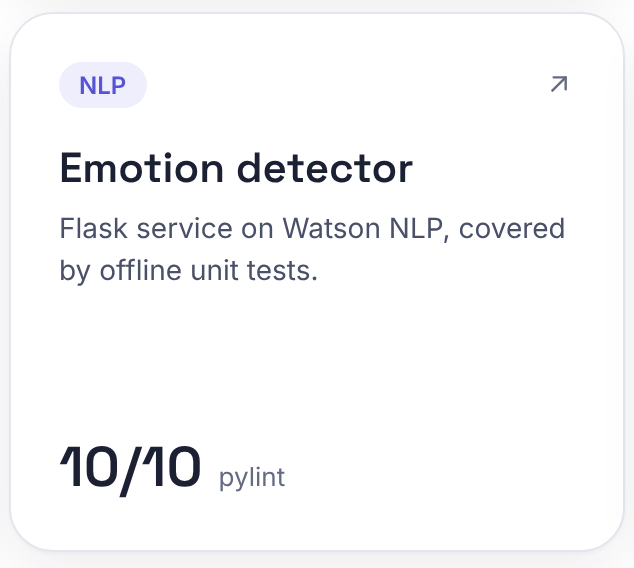 NLP
Emotion detector
Flask service on Watson NLP, covered
by offline unit tests.
10/10 pylint